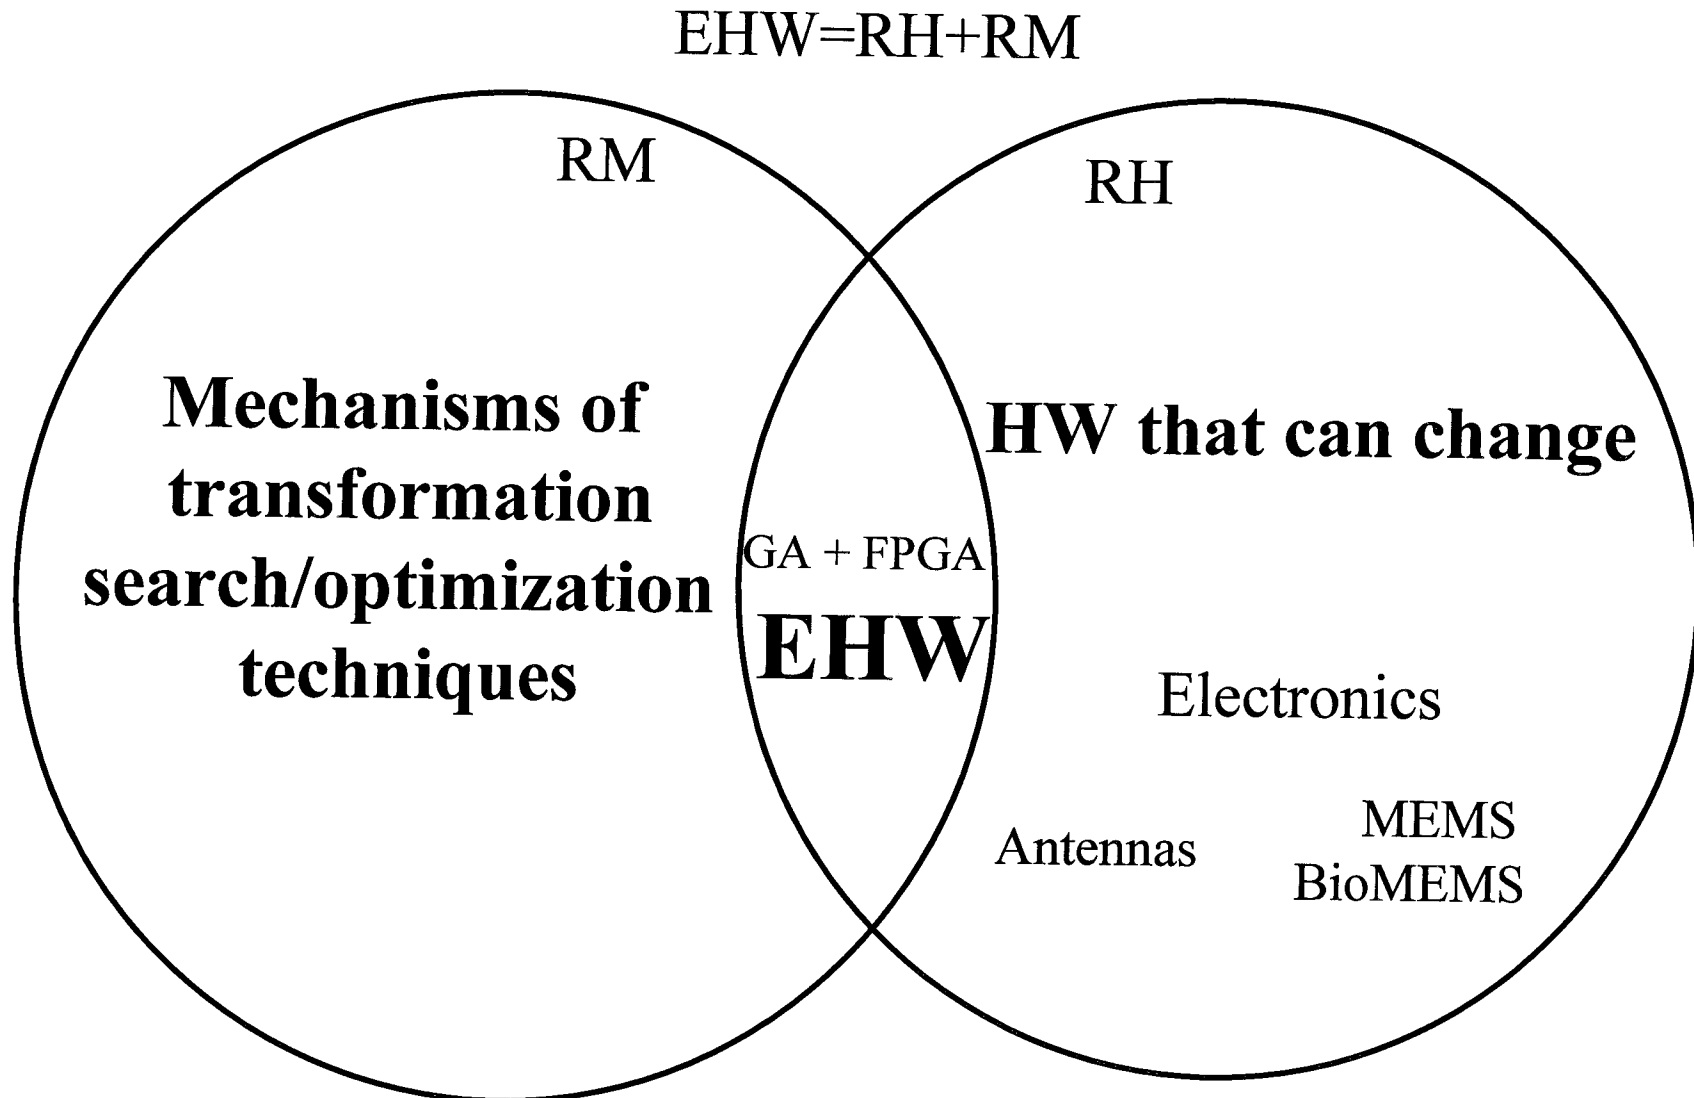 EHW=RH+RM
RM
RH
Mechanisms of
transformation
search/optimization
techniques
HW that can change
GA + FPGA
EHW
Electronics
Antennas
MEMS
BioMEMS